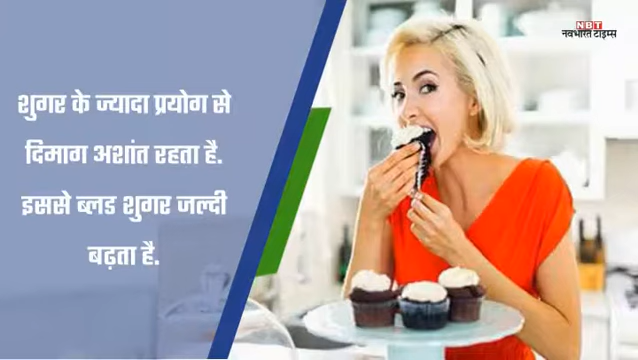 NBT
नवभारत टाइम्स
शुगर के ज्यादा प्रयोग से
दिमाग अशांत रहता है.
इससे ब्लड शुगर जल्दी
बढ़ता है.